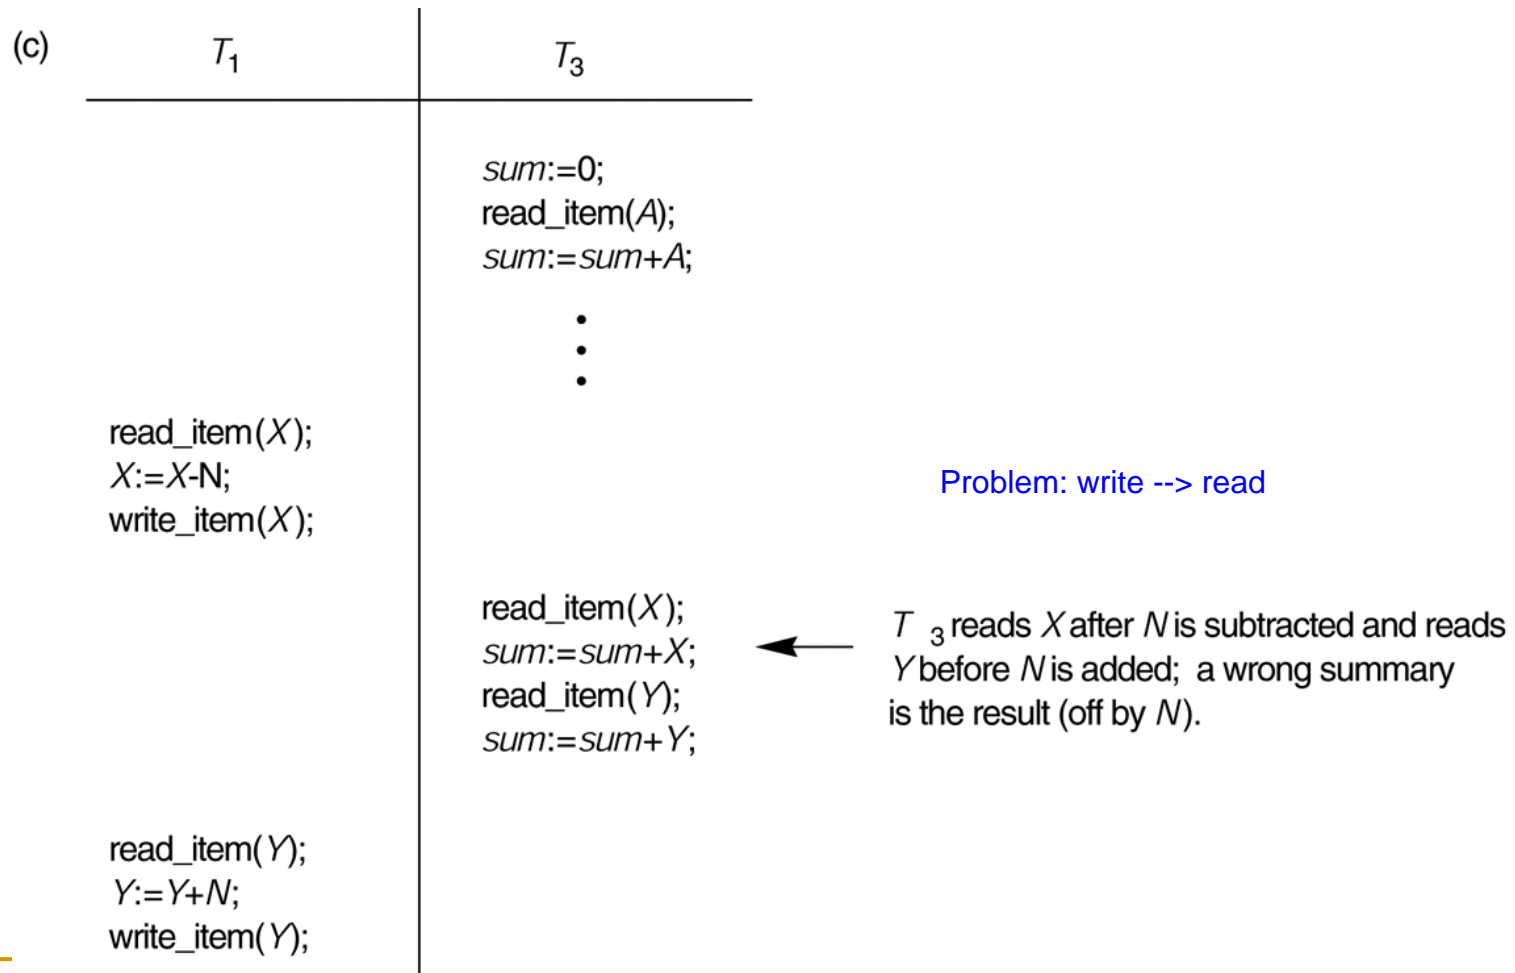 (c)
T1
T3
sum:=0;
read_item(A);
sum:=sum+A;
read_item(X);
X:=X-N;
write_item(X);
Problem: write --> read
read_item(X);
sum:=sum+X;
read_item(Y);
sum:=sum+Y;
T 3 reads X after N is subtracted and reads
Y before N is added; a wrong summary
is the result (off by N).
read_item(Y);
Y:=Y+N;
write_item(Y);